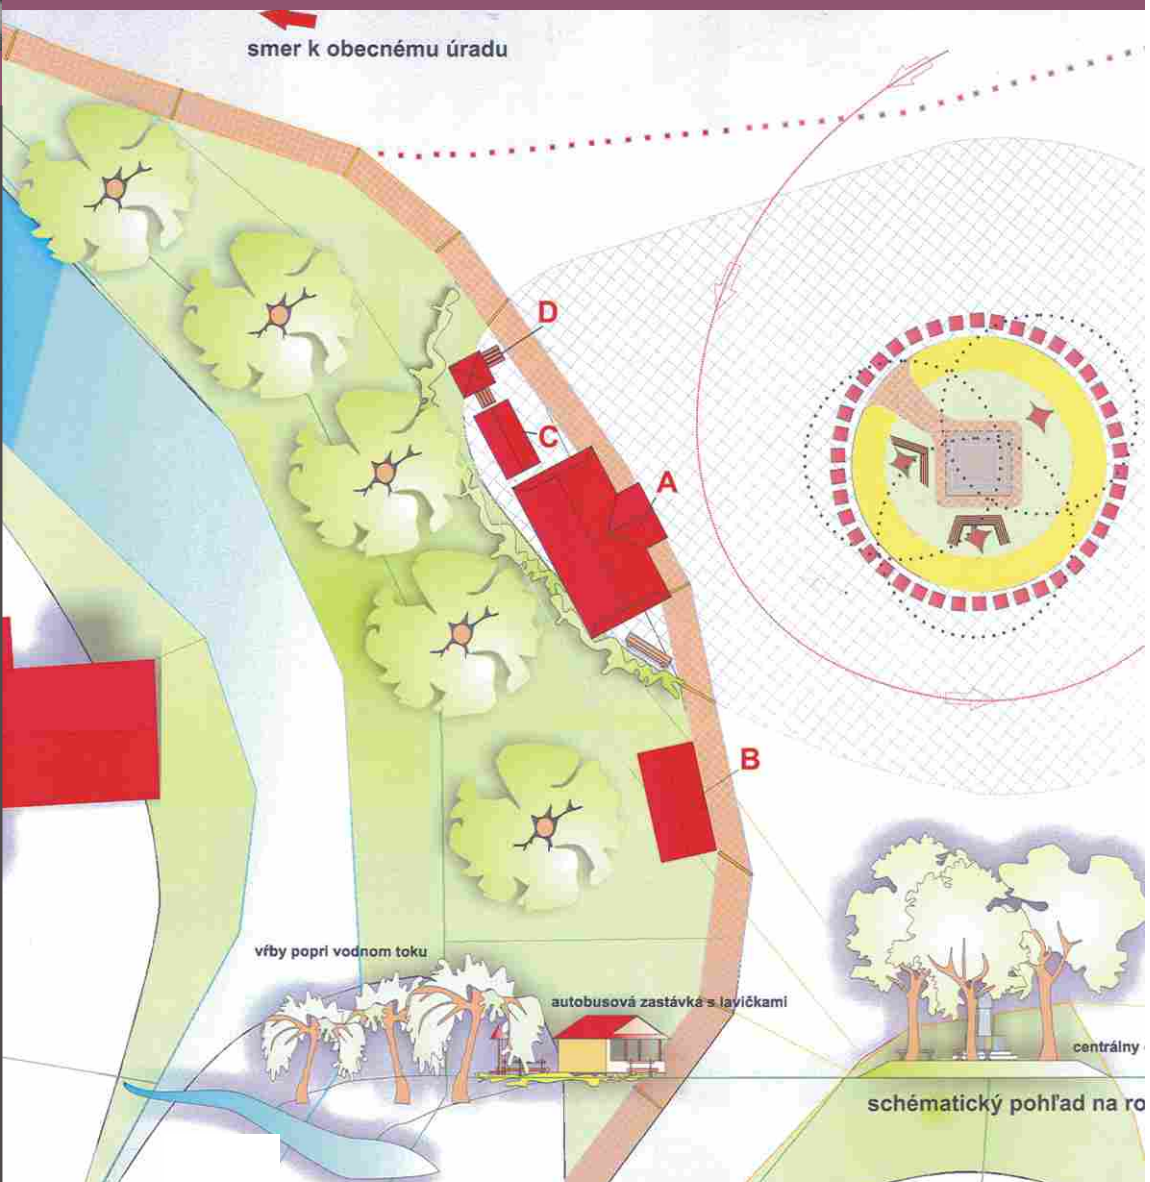 smer k obecnému úradu
D
C
A
B
vŕby popri vodnom toku
autobusová zastávka s lavičkami
centrálny
schématický pohľad na ro